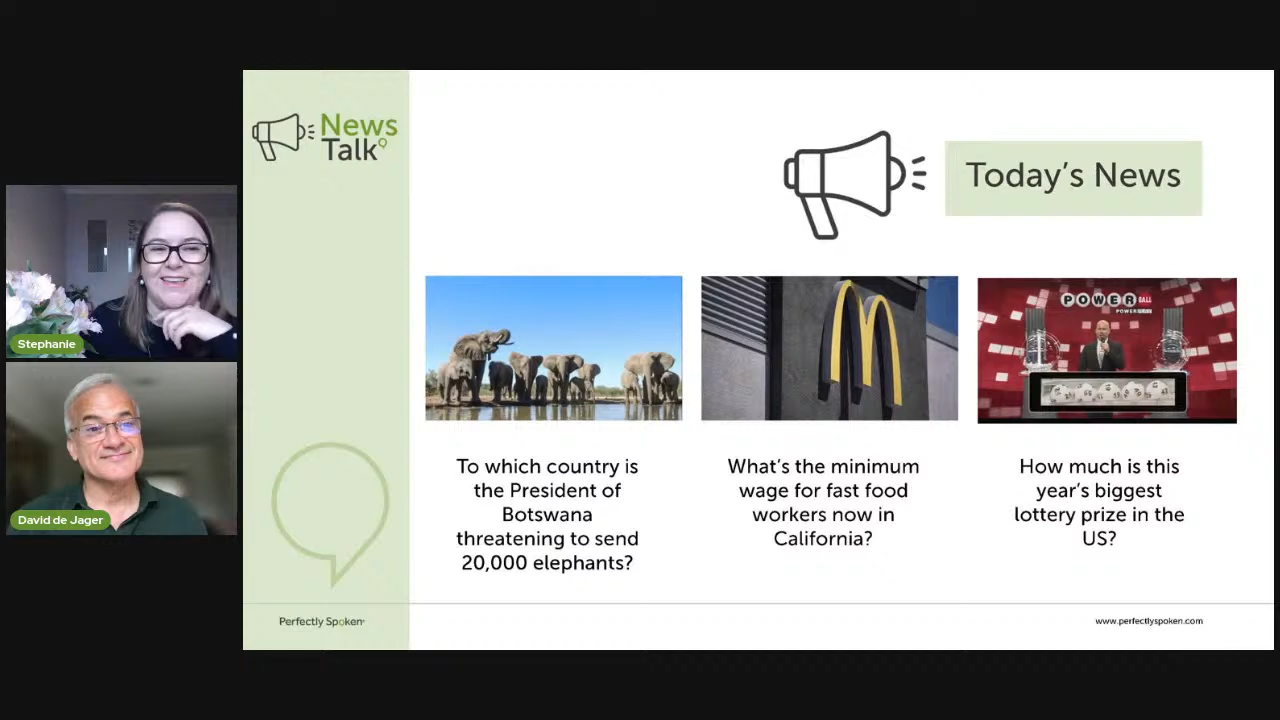 News
Talk
Today's News
Stephanie
David de Jager
POWER
BALL
To which country is
the President of
Botswana
threatening to send
20,000 elephants?
What's the minimum
wage for fast food
workers now in
California?
How much is this
year's biggest
lottery prize in the
US?
Perfectly Spoken
www.perfectlyspoken.com